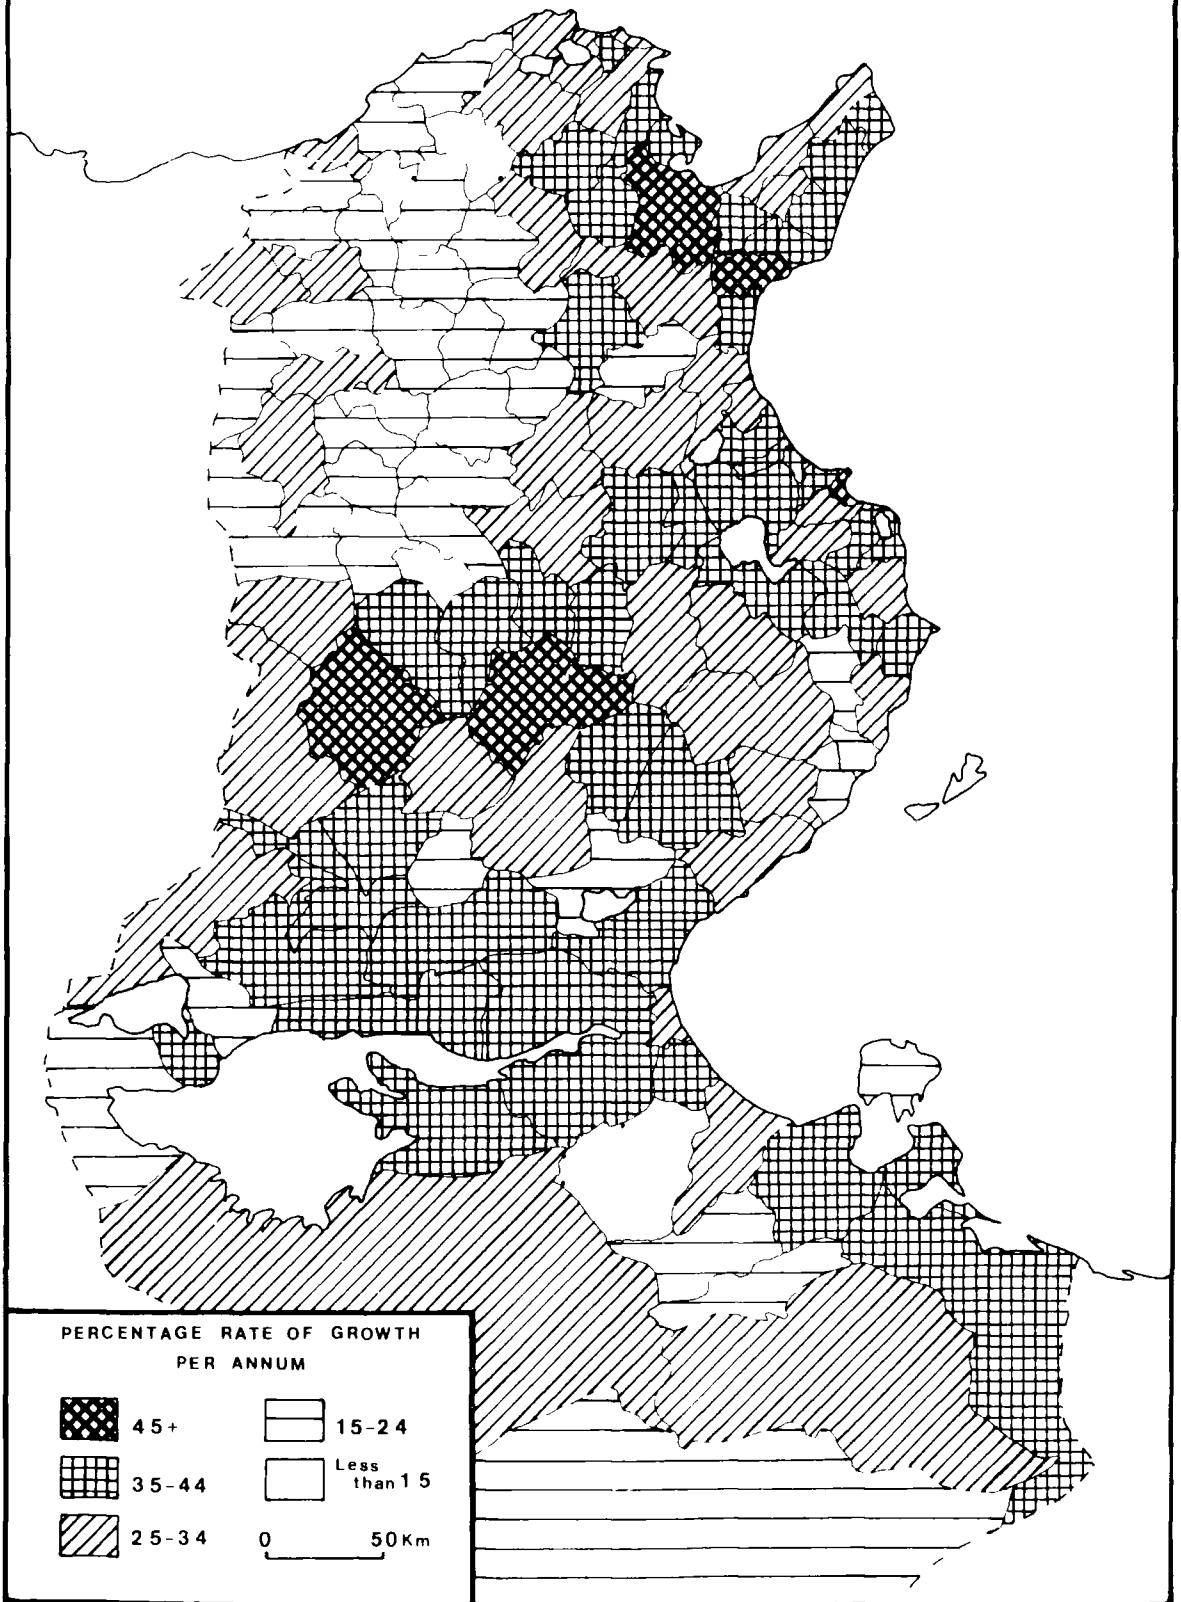 PERCENTAGE RATE OF GROWTH
PER ANNUM
45+
35-44
25-34
15-24
Less
than 15
0 50Km